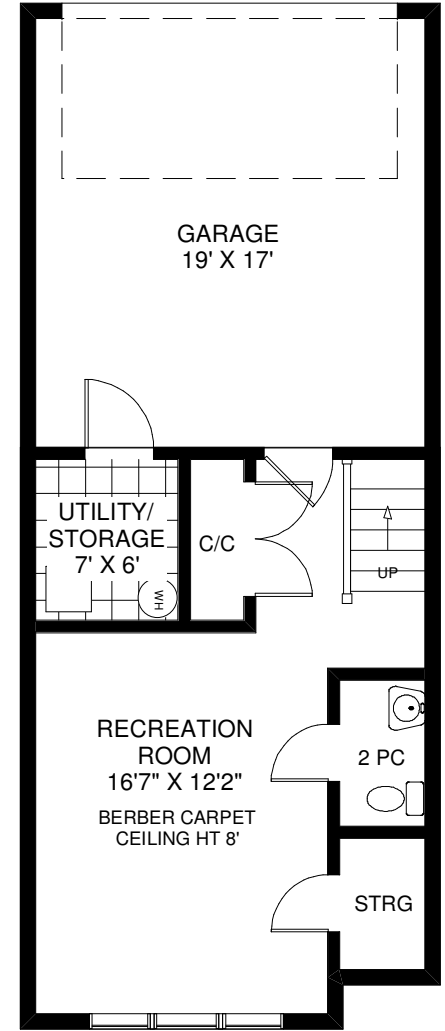 GARAGE
19' X 17'
UTILITY/
STORAGE
7' X 6'
C/C
WH
UP
RECREATION
ROOM
16'7" X 12'2"
BERBER CARPET
CEILING HT 8'
2 PC
STRG